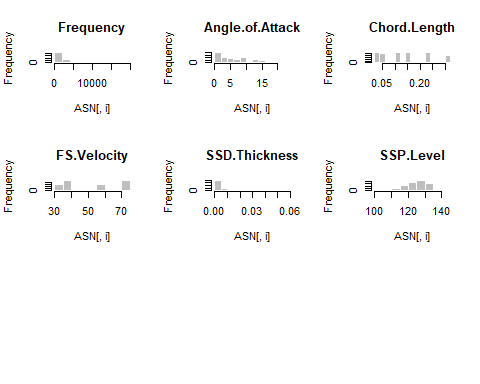 Frequency Angle.of.Attack Chord.Length
Frequency Frequency Frequency
0 0 0
0 10000 0 5 15 0.05 0.20
ASN[, i] ASN[, i] ASN[, i]
FS.Velocity SSD.Thickness SSP.Level
Frequency Frequency Frequency
0 0 0
30 50 70 0.00 0.03 0.06 100 120 140
ASN[, i] ASN[, i] ASN[, i]